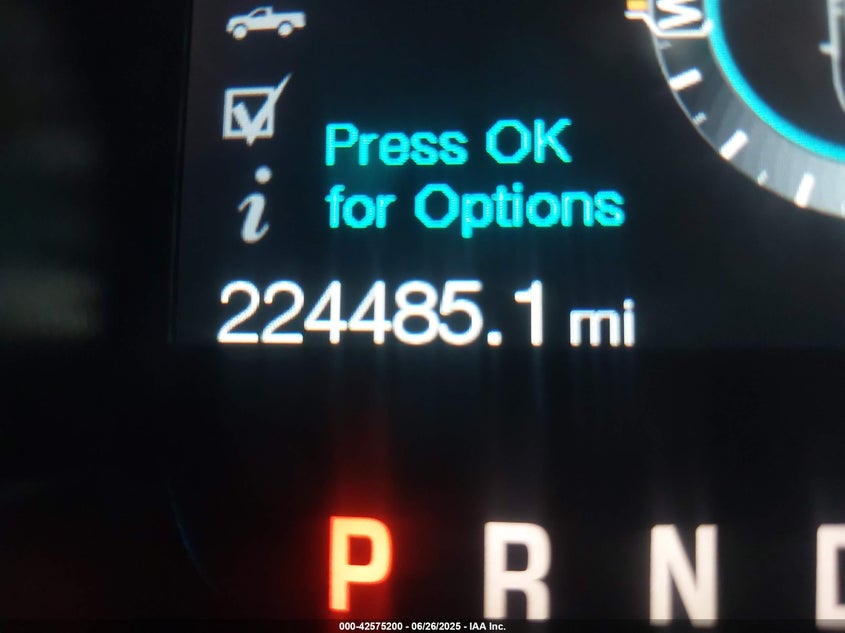 Press OK
for Options
224485.1 mi
P R N
000-42575200 - 06/26/2025 - IAA Inc.